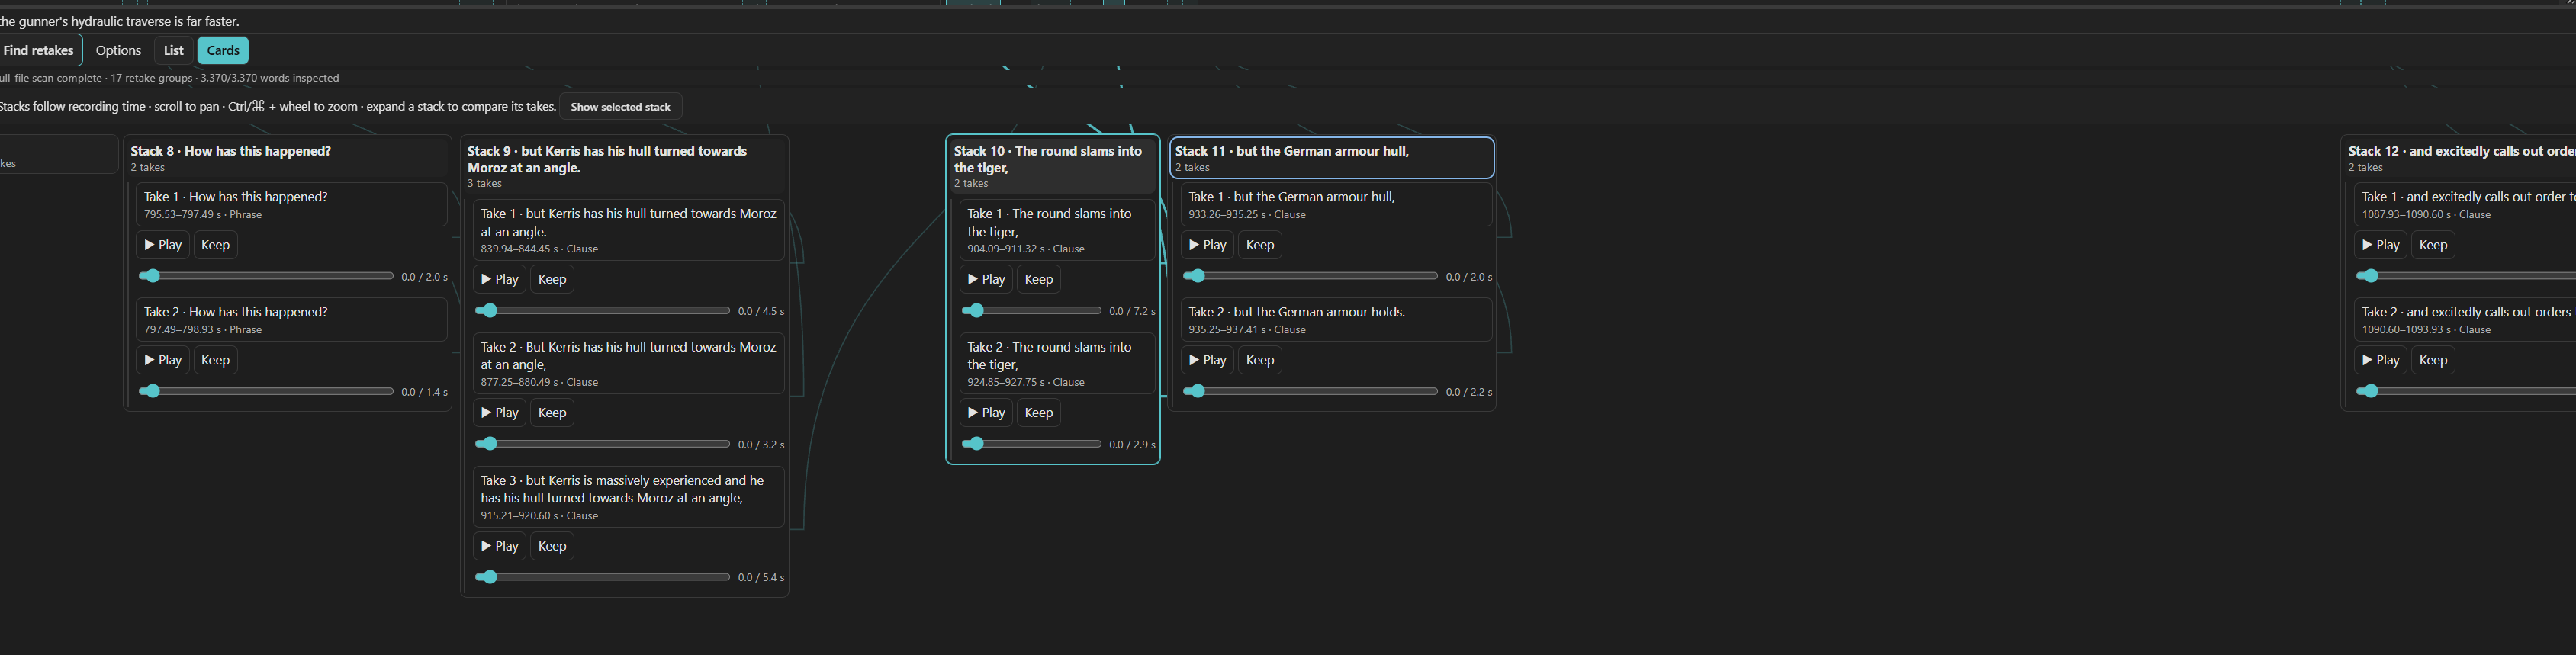 the gunner's hydraulic traverse is far faster.
Find retakes
Options
List
Cards
ull-file scan complete · 17 retake groups · 3,370/3,370 words inspected
Stacks follow recording time · scroll to pan · Ctrl/⌘ + wheel to zoom · expand a stack to compare its takes.
Show selected stack
kes
Stack 8 · How has this happened?
2 takes
Take 1 · How has this happened?
795.53–797.49 s · Phrase
▶ Play
Keep
0.0 / 2.0 s
Take 2 · How has this happened?
797.49–798.93 s · Phrase
▶ Play
Keep
0.0 / 1.4 s
Stack 9 · but Kerris has his hull turned towards
Moroz at an angle.
3 takes
Take 1 · but Kerris has his hull turned towards Moroz
at an angle.
839.94–844.45 s · Clause
▶ Play
Keep
0.0 / 4.5 s
Take 2 · But Kerris has his hull turned towards Moroz
at an angle,
877.25–880.49 s · Clause
▶ Play
Keep
0.0 / 3.2 s
Take 3 · but Kerris is massively experienced and he
has his hull turned towards Moroz at an angle,
915.21–920.60 s · Clause
▶ Play
Keep
0.0 / 5.4 s
Stack 10 · The round slams into
the tiger,
2 takes
Take 1 · The round slams into
the tiger,
904.09–911.32 s · Clause
▶ Play
Keep
0.0 / 7.2 s
Take 2 · The round slams into
the tiger,
924.85–927.75 s · Clause
▶ Play
Keep
0.0 / 2.9 s
Stack 11 · but the German armour hull,
2 takes
Take 1 · but the German armour hull,
933.26–935.25 s · Clause
▶ Play
Keep
0.0 / 2.0 s
Take 2 · but the German armour holds.
935.25–937.41 s · Clause
▶ Play
Keep
0.0 / 2.2 s
Stack 12 · and excitedly calls out orde
2 takes
Take 1 · and excitedly calls out order t
1087.93–1090.60 s · Clause
▶ Play
Keep
Take 2 · and excitedly calls out orders
1090.60–1093.93 s · Clause
▶ Play
Keep